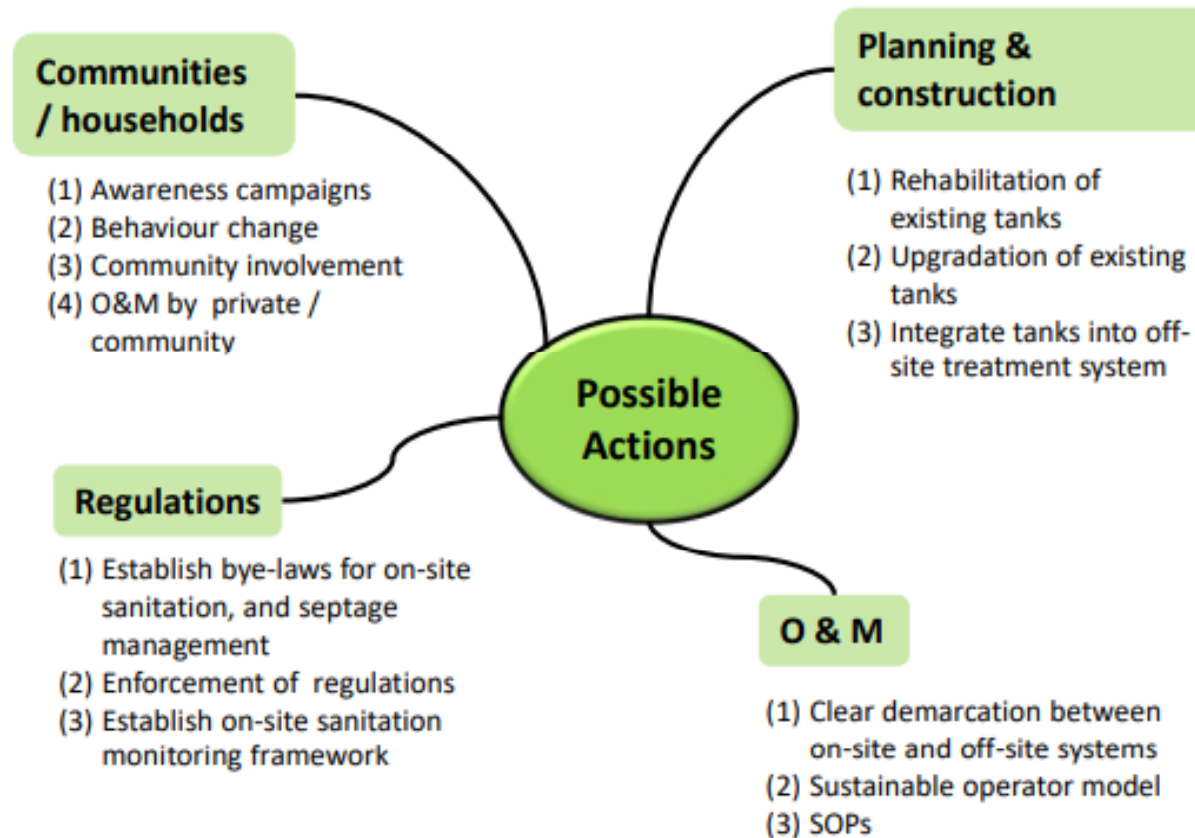 Communities
/ households
(1) Awareness campaigns
(2) Behaviour change
(3) Community involvement
(4) O&M by private /
community
Planning &
construction
(1) Rehabilitation of
existing tanks
(2) Upgradation of existing
tanks
(3) Integrate tanks into off-
site treatment system
Possible
Actions
Regulations
(1) Establish bye-laws for on-site
sanitation, and septage
management
(2) Enforcement of regulations
(3) Establish on-site sanitation
monitoring framework
O & M
(1) Clear demarcation between
on-site and off-site systems
(2) Sustainable operator model
(3) SOPs